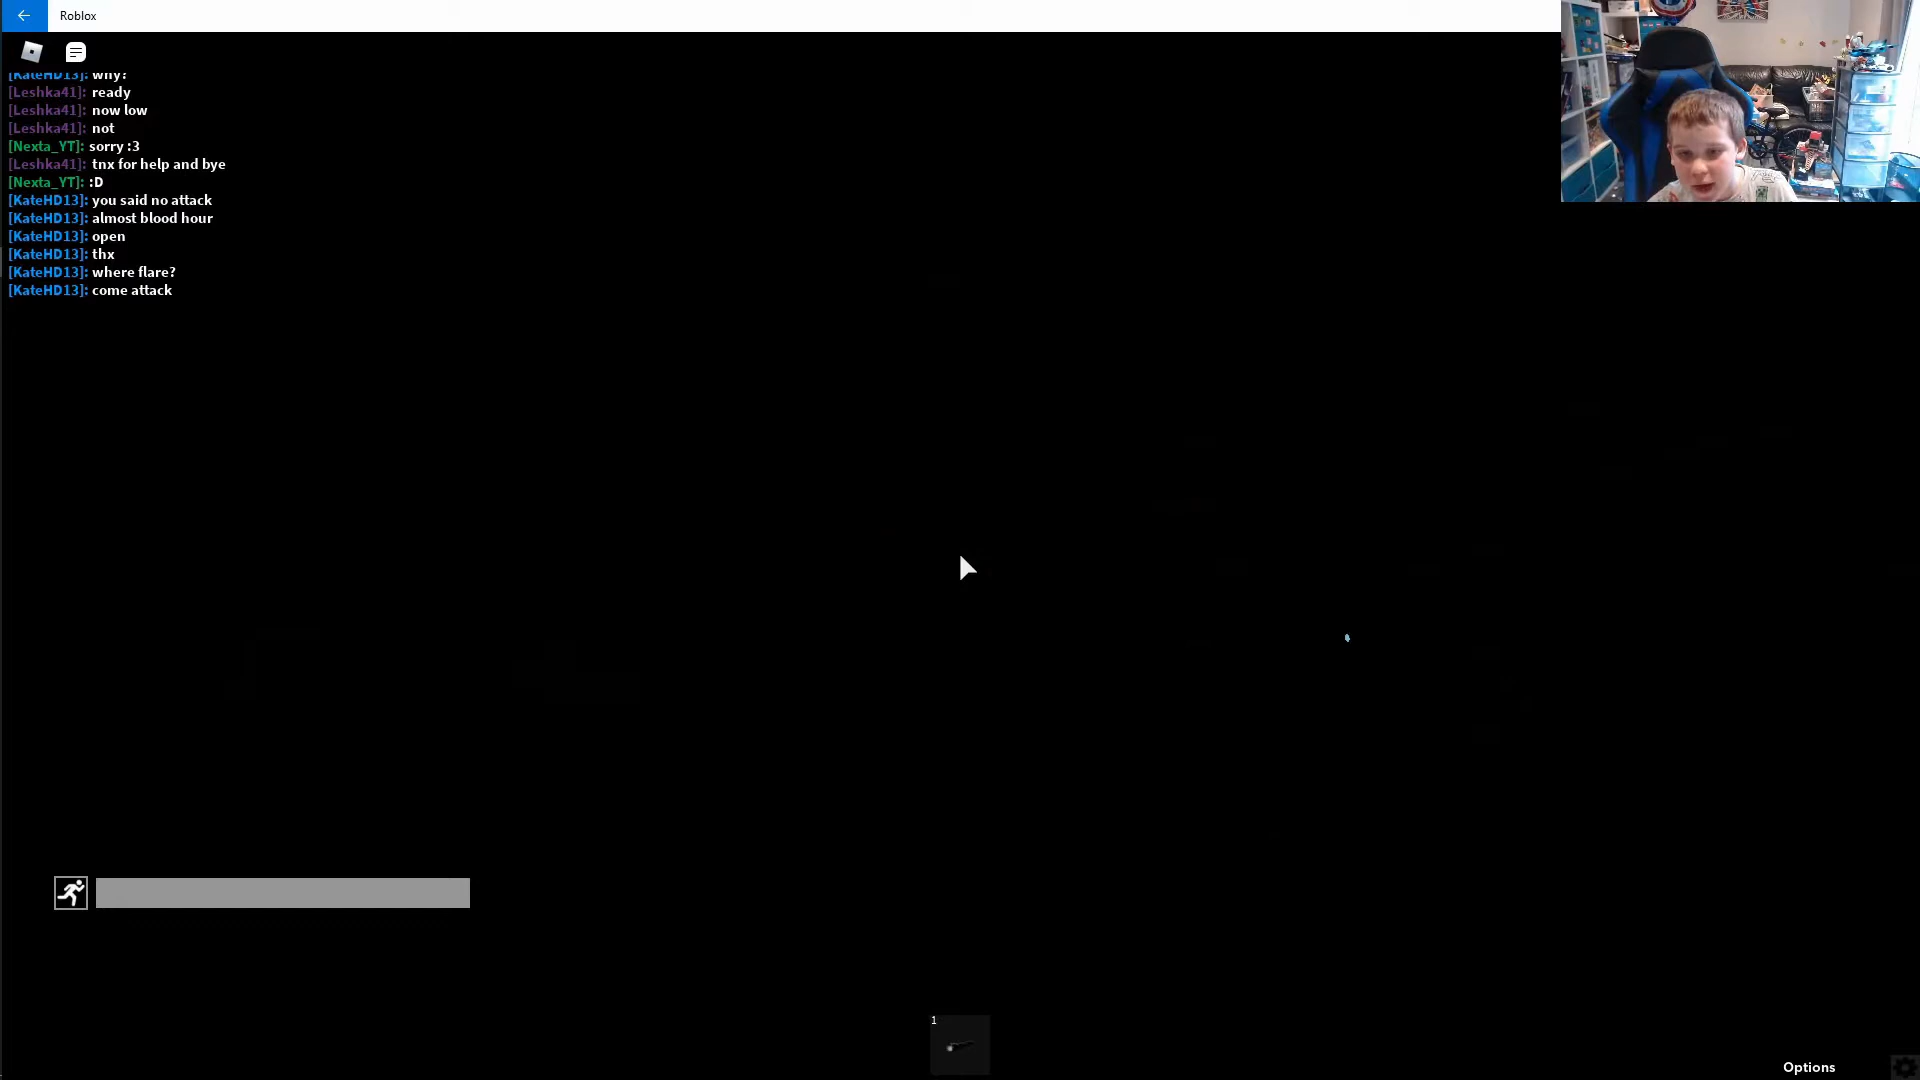 Roblox
[KateHD13]: why?
[Leshka41]: ready
[Leshka41]: now low
[Leshka41]: not
[Nexta_YT]: sorry :3
[Leshka41]: tnx for help and bye
[Nexta_YT]: :D
[KateHD13]: you said no attack
[KateHD13]: almost blood hour
[KateHD13]: open
[KateHD13]: thx
[KateHD13]: where flare?
[KateHD13]: come attack
1
Options